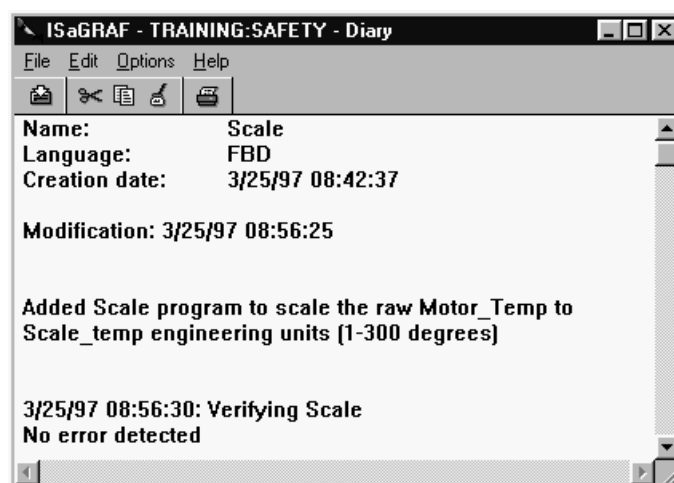 ISaGRAF - TRAINING:SAFETY - Diary
File Edit Options Help
Name: Scale
Language: FBD
Creation date: 3/25/97 08:42:37
Modification: 3/25/97 08:56:25
Added Scale program to scale the raw Motor_Temp to
Scale_temp engineering units (1-300 degrees)
3/25/97 08:56:30: Verifying Scale
No error detected